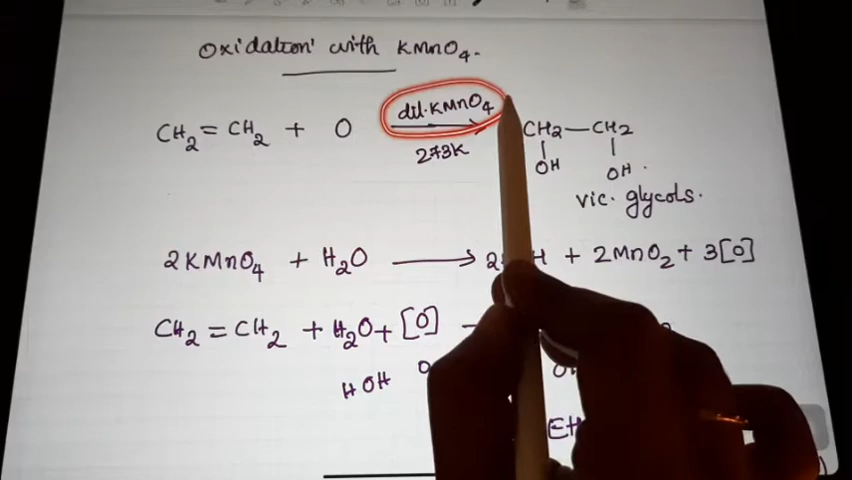 Oxidation with KMnO4.
CH2=CH2 + O dil.KMnO4 CH2—CH2
273K OH OH.
vic. glycols.
2KMnO4 + H2O → + 2MnO2 + 3[O]
CH2=CH2 + H2O + [O]
HOH